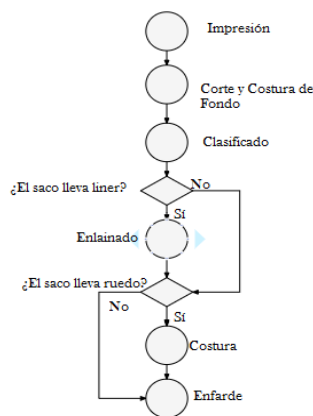 Impresión
Corte y Costura de
Fondo
Clasificado
¿El saco lleva liner?
No
Sí
Enlainado
¿El saco lleva ruedo?
No
Sí
Costura
Enfarde